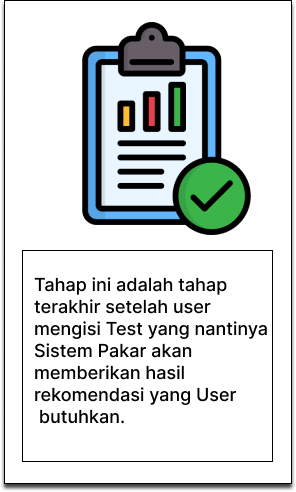 Tahap ini adalah tahap
terakhir setelah user
mengisi Test yang nantinya
Sistem Pakar akan
memberikan hasil
rekomendasi yang User
butuhkan.